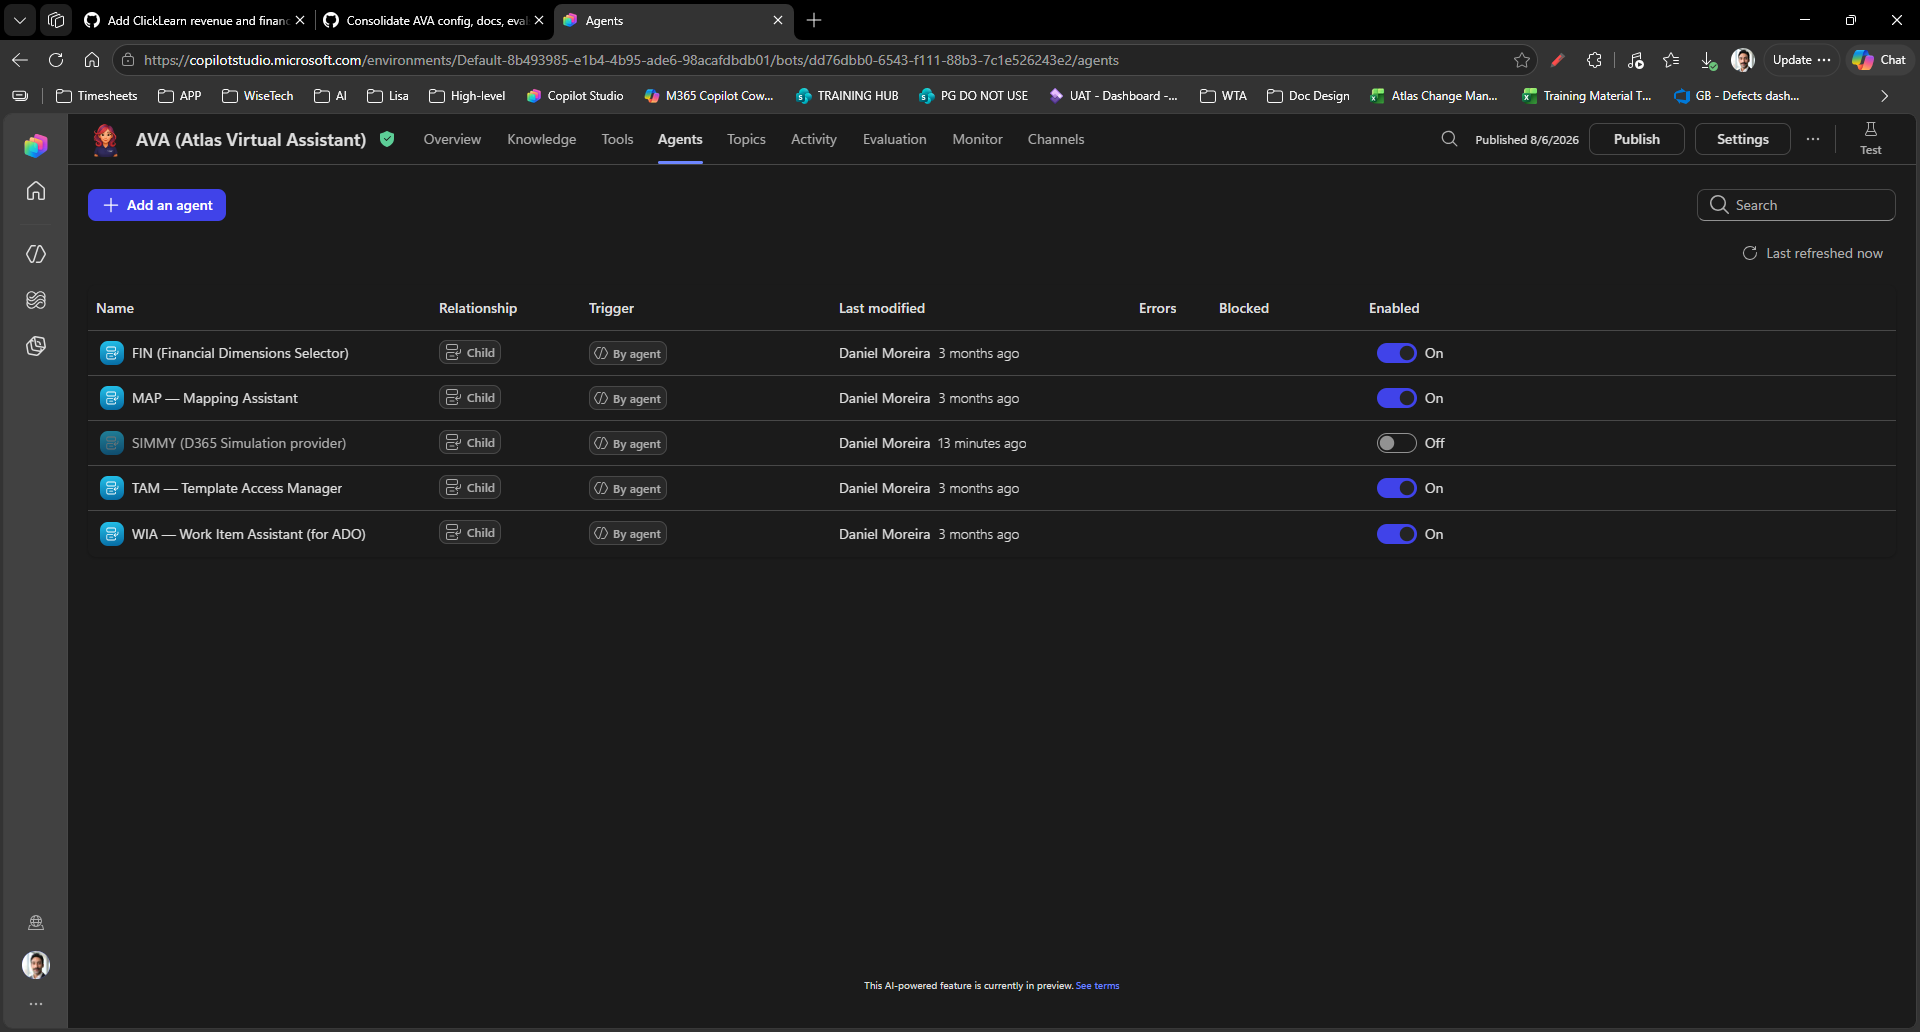 Add ClickLearn revenue and financ
Consolidate AVA config, docs, eval
Agents
https://copilotstudio.microsoft.com/environments/Default-8b493985-e1b4-4b95-ade6-98acafdbdb01/bots/dd76dbb0-6543-f111-88b3-7c1e526243e2/agents
Update
Chat
Timesheets APP WiseTech AI Lisa High-level Copilot Studio M365 Copilot Cow... TRAINING HUB PG DO NOT USE UAT - Dashboard -... WTA Doc Design Atlas Change Man... Training Material T... GB - Defects dash...
AVA (Atlas Virtual Assistant) Overview Knowledge Tools Agents Topics Activity Evaluation Monitor Channels Published 8/6/2026 Publish Settings ... Test
Add an agent Search
Last refreshed now
Name Relationship Trigger Last modified Errors Blocked Enabled
FIN (Financial Dimensions Selector) Child By agent Daniel Moreira 3 months ago On
MAP — Mapping Assistant Child By agent Daniel Moreira 3 months ago On
SIMMY (D365 Simulation provider) Child By agent Daniel Moreira 13 minutes ago Off
TAM — Template Access Manager Child By agent Daniel Moreira 3 months ago On
WIA — Work Item Assistant (for ADO) Child By agent Daniel Moreira 3 months ago On
This AI-powered feature is currently in preview. See terms